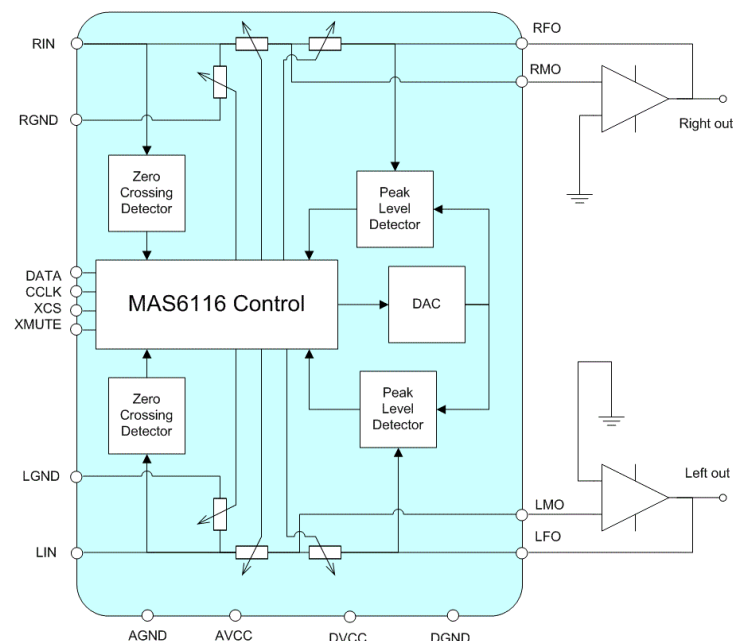 RIN
RFO
RMO
RGND
Right out
Zero
Crossing
Detector
Peak
Level
Detector
DATA
CCLK
XCS
XMUTE
MAS6116 Control
DAC
Zero
Crossing
Detector
Peak
Level
Detector
LGND
Left out
LMO
LIN
LFO
AGND
AVCC
DVCC
DGND